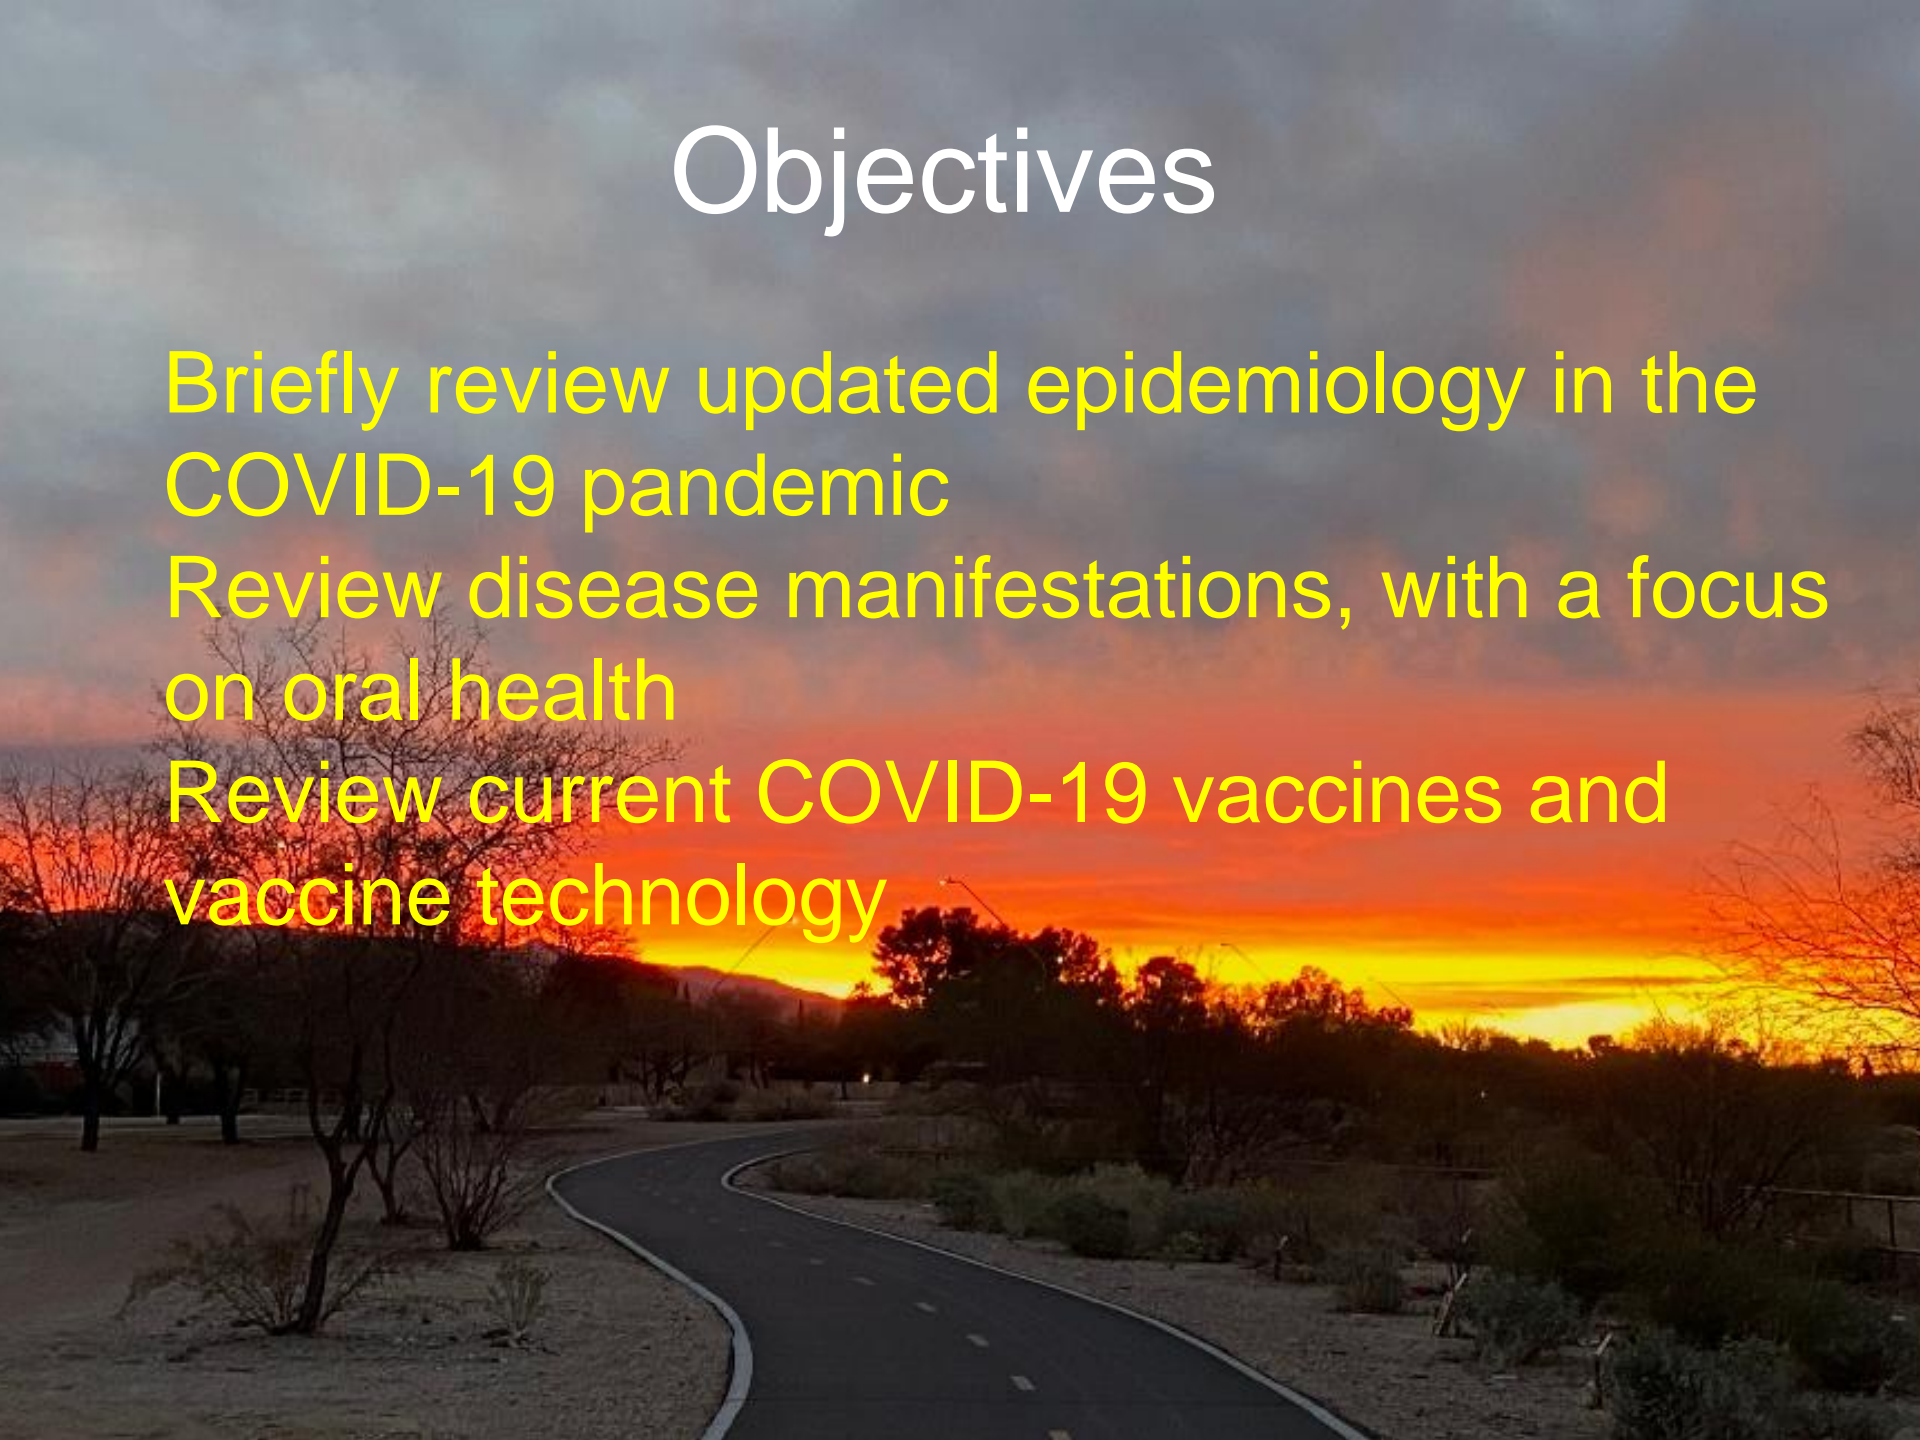 Objectives
Briefly review updated epidemiology in the
COVID-19 pandemic
Review disease manifestations, with a focus
on oral health
Review current COVID-19 vaccines and
vaccine technology